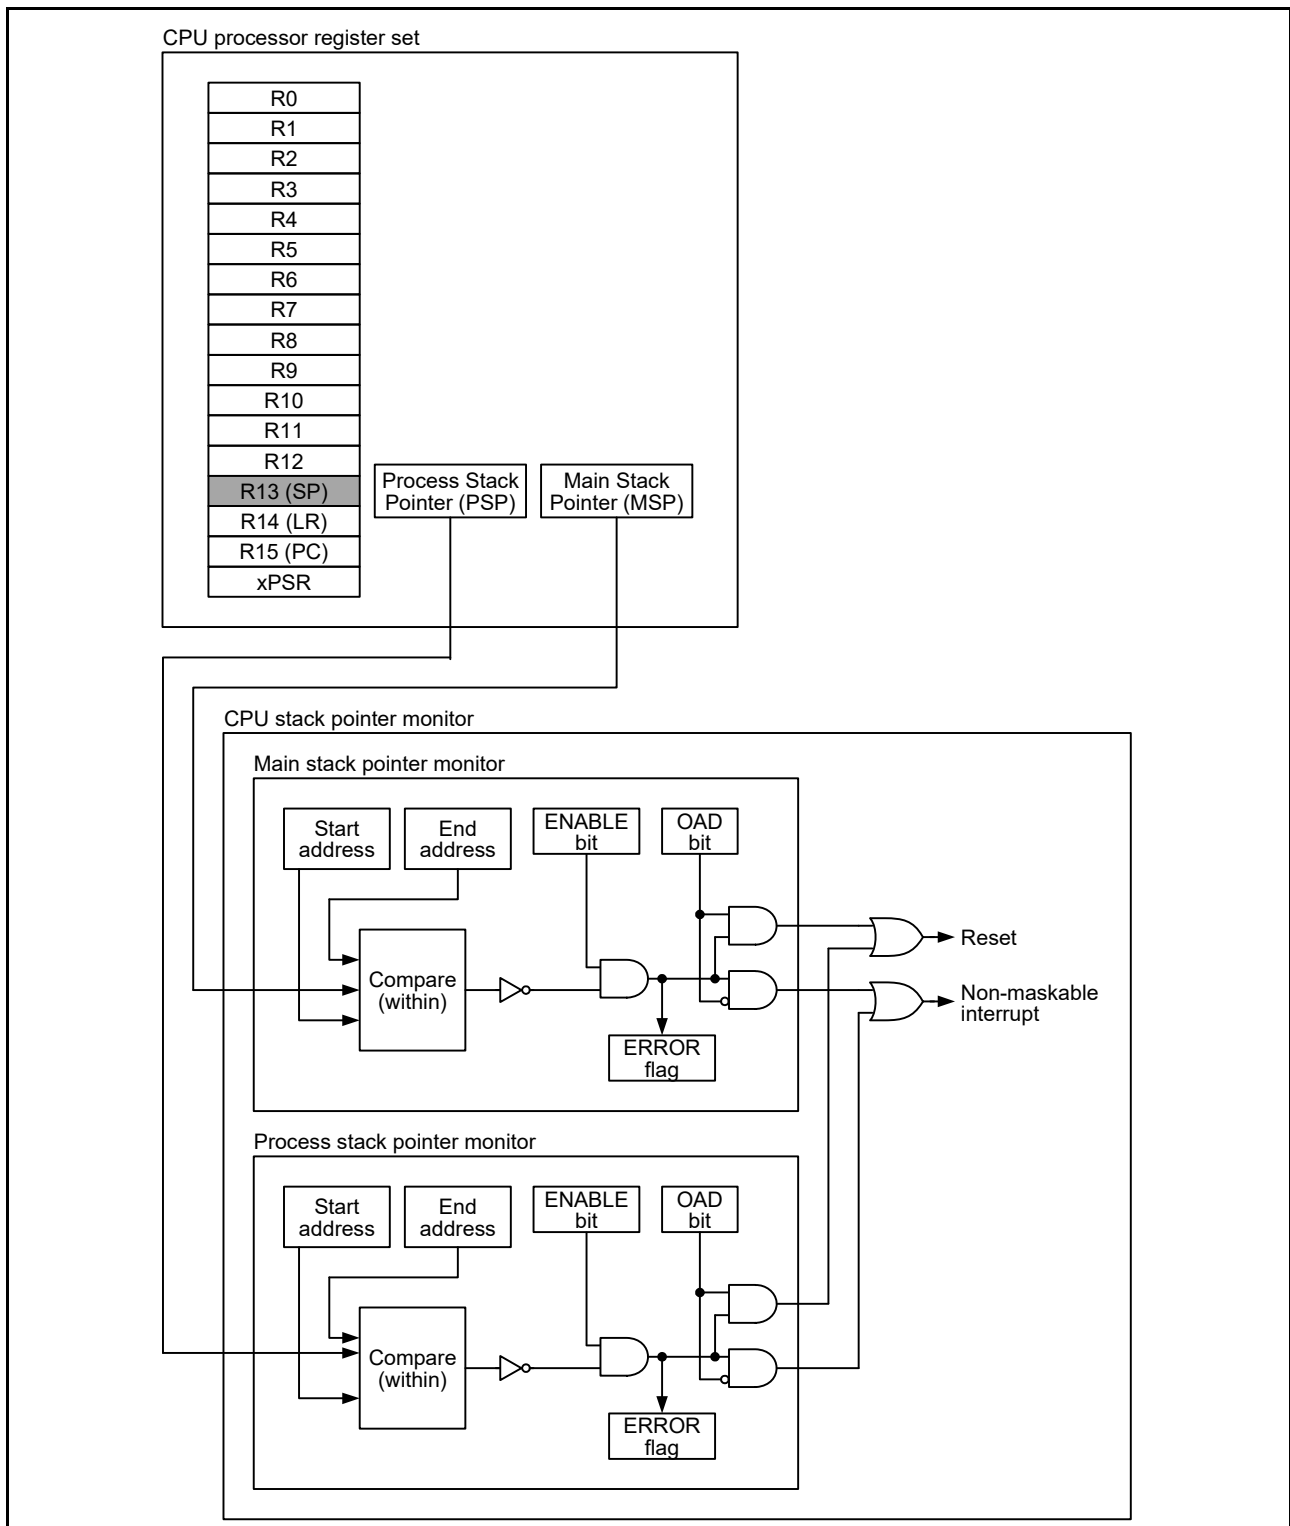 CPU processor register set
R0
R1
R2
R3
R4
R5
R6
R7
R8
R9
R10
R11
R12
R13 (SP)
R14 (LR)
R15 (PC)
xPSR
Process Stack
Pointer (PSP)
Main Stack
Pointer (MSP)
CPU stack pointer monitor
Main stack pointer monitor
Start
address
End
address
ENABLE
bit
OAD
bit
Compare
(within)
ERROR
flag
Reset
Non-maskable
interrupt
Process stack pointer monitor
Start
address
End
address
ENABLE
bit
OAD
bit
Compare
(within)
ERROR
flag